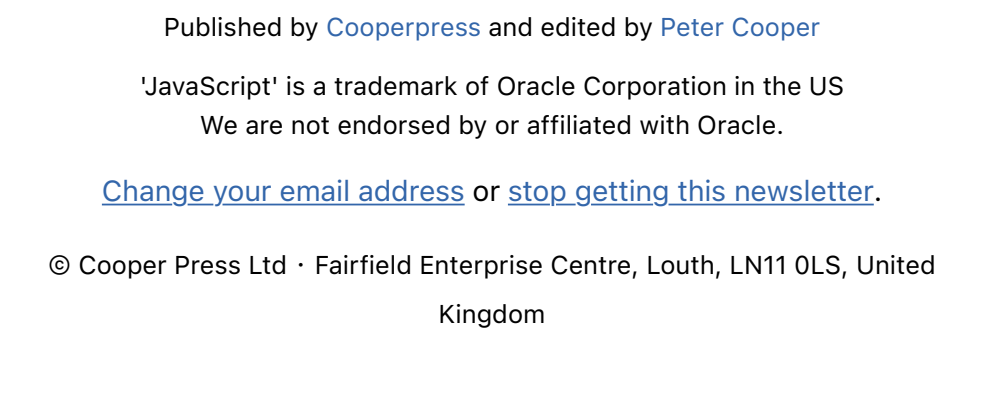 Published by Cooperpress and edited by Peter Cooper
'JavaScript' is a trademark of Oracle Corporation in the US
We are not endorsed by or affiliated with Oracle.
Change your email address or stop getting this newsletter.
© Cooper Press Ltd · Fairfield Enterprise Centre, Louth, LN11 0LS, United
Kingdom